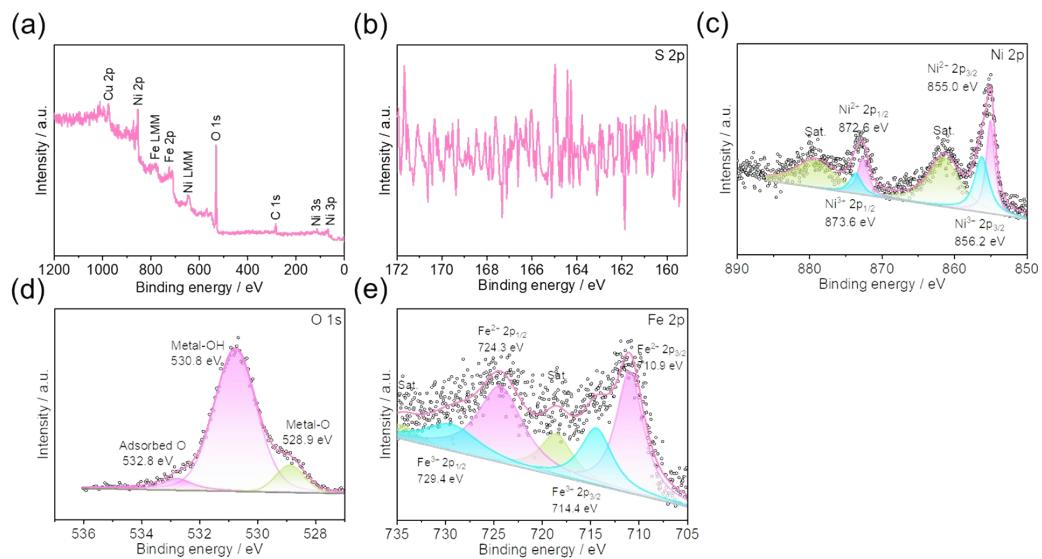 (a)
Intensity / a.u.
Cu 2p
Ni 2p
Fe LMM
Fe 2p
Ni LMM
O 1s
C 1s
Ni 3s
Ni 3p
1200 1000 800 600 400 200 0
Binding energy / eV
(b)
S 2p
Intensity / a.u.
172 170 168 166 164 162 160
Binding energy / eV
(c)
Ni 2p
Intensity / a.u.
Ni²⁺ 2p₃/₂
855.0 eV
Ni²⁺ 2p₁/₂
872.6 eV
Sat.
Sat.
Ni³⁺ 2p₁/₂
873.6 eV
Ni³⁺ 2p₃/₂
856.2 eV
890 880 870 860 850
Binding energy / eV
(d)
O 1s
Intensity / a.u.
Metal-OH
530.8 eV
Metal-O
528.9 eV
Adsorbed O
532.8 eV
536 534 532 530 528
Binding energy / eV
(e)
Fe 2p
Intensity / a.u.
Fe²⁺ 2p₁/₂
724.3 eV
Fe²⁺ 2p₃/₂
710.9 eV
Sat.
Sat.
Fe³⁺ 2p₁/₂
729.4 eV
Fe³⁺ 2p₃/₂
714.4 eV
735 730 725 720 715 710 705
Binding energy / eV